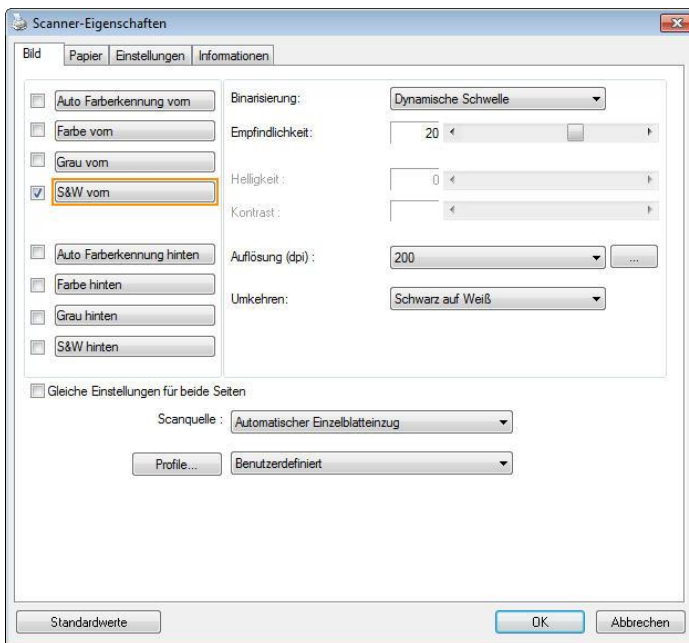 Scanner-Eigenschaften
Bild Papier Einstellungen Informationen
Auto Farberkennung vorn
Farbe vorn
Grau vorn
S&W vorn
Auto Farberkennung hinten
Farbe hinten
Grau hinten
S&W hinten
Binarisierung: Dynamische Schwelle
Empfindlichkeit: 20
Helligkeit : 0
Kontrast :
Auflösung (dpi) : 200 ...
Umkehren: Schwarz auf Weiß
Gleiche Einstellungen für beide Seiten
Scanquelle : Automatischer Einzelblatteinzug
Profile... Benutzerdefiniert
Standardwerte OK Abbrechen